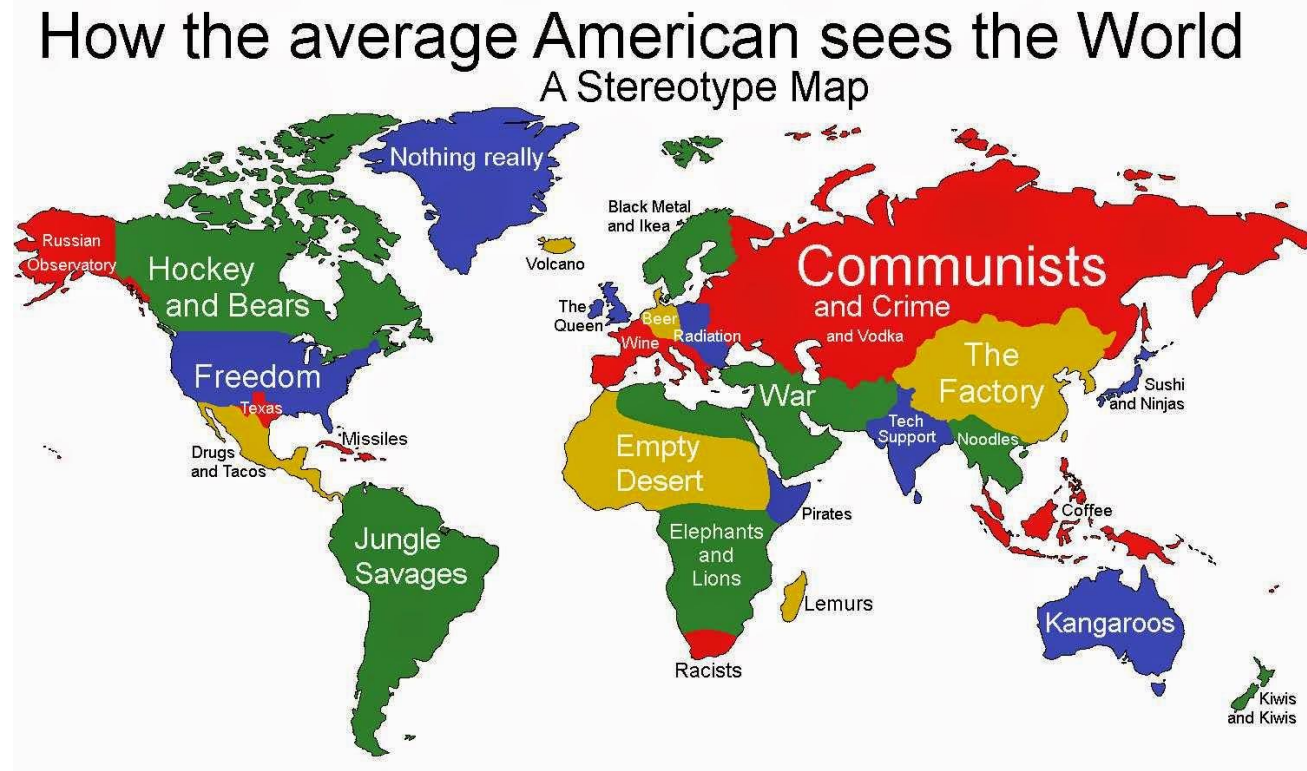 How the average American sees the World
A Stereotype Map
Nothing really
Russian
Observatory
Hockey
and Bears
Volcano
Black Metal
and Ikea
The
Queen
Beer
Wine
Radiation
Communists
and Crime
and Vodka
The
Factory
Freedom
Texas
War
Sushi
and Ninjas
Tech
Support
Noodles
Missiles
Drugs
and Tacos
Empty
Desert
Pirates
Coffee
Jungle
Savages
Elephants
and
Lions
Lemurs
Kangaroos
Racists
Kiwis
and Kiwis